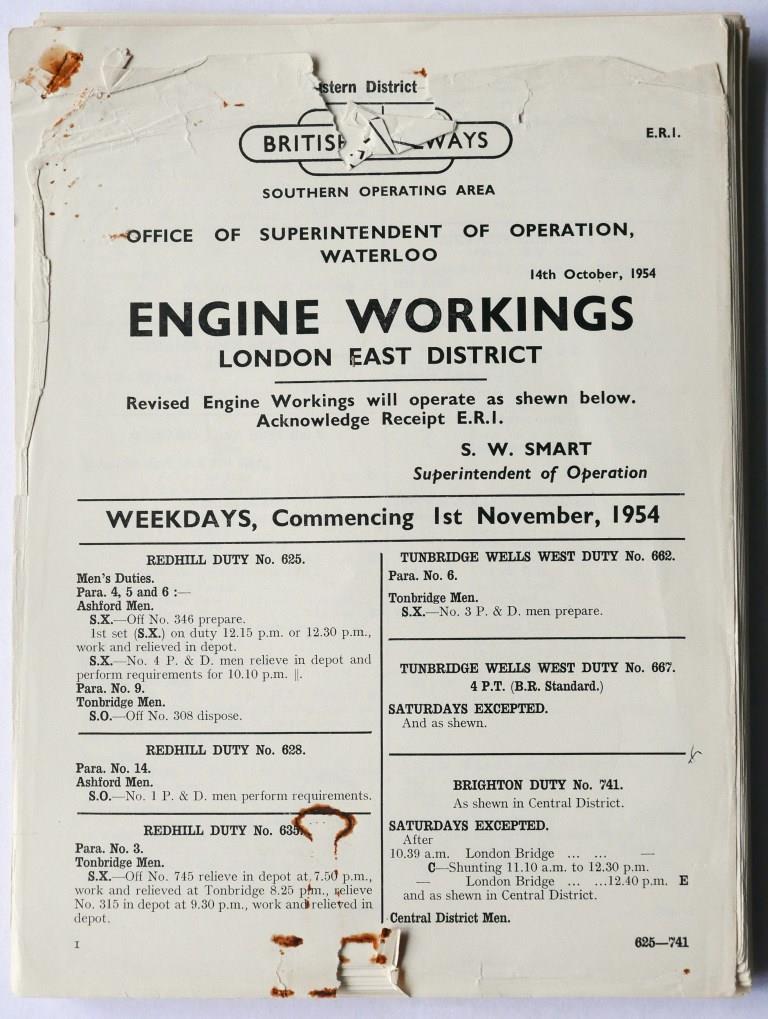 stern District
BRITISH
WAYS
E.R.I.
SOUTHERN OPERATING AREA
OFFICE OF SUPERINTENDENT OF OPERATION,
WATERLOO
14th October, 1954
ENGINE WORKINGS
LONDON EAST DISTRICT
Revised Engine Workings will operate as shewn below.
Acknowledge Receipt E.R.I.
S. W. SMART
Superintendent of Operation
WEEKDAYS, Commencing 1st November, 1954
REDHILL DUTY No. 625.
Men's Duties.
Para. 4, 5 and 6 :—
Ashford Men.
S.X.—Off No. 346 prepare.
1st set (S.X.) on duty 12.15 p.m. or 12.30 p.m.,
work and relieved in depot.
S.X.—No. 4 P. & D. men relieve in depot and
perform requirements for 10.10 p.m. ||.
Para. No. 9.
Tonbridge Men.
S.O.—Off No. 308 dispose.
REDHILL DUTY No. 628.
Para. No. 14.
Ashford Men.
S.O.—No. 1 P. & D. men perform requirements.
REDHILL DUTY No. 635.
Para. No. 3.
Tonbridge Men.
S.X.—Off No. 745 relieve in depot at 7.50 p.m.,
work and relieved at Tonbridge 8.25 p.m., relieve
No. 315 in depot at 9.30 p.m., work and relieved in
depot.
TUNBRIDGE WELLS WEST DUTY No. 662.
Para. No. 6.
Tonbridge Men.
S.X.—No. 3 P. & D. men prepare.
TUNBRIDGE WELLS WEST DUTY No. 667.
4 P.T. (B.R. Standard.)
SATURDAYS EXCEPTED.
And as shewn.
BRIGHTON DUTY No. 741.
As shewn in Central District.
SATURDAYS EXCEPTED.
After
10.39 a.m. London Bridge ... ... —
C—Shunting 11.10 a.m. to 12.30 p.m.
— London Bridge ... ...12.40 p.m. E
and as shewn in Central District.
Central District Men.
1
625—741